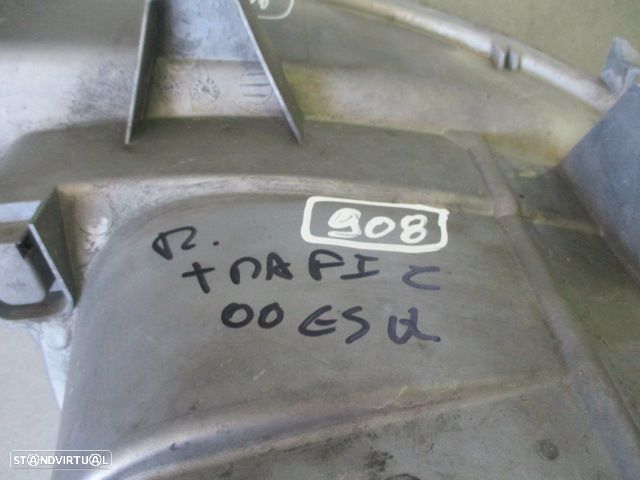 908
R.
TRAFIC
00 ESQ
STANDVIRTUAL